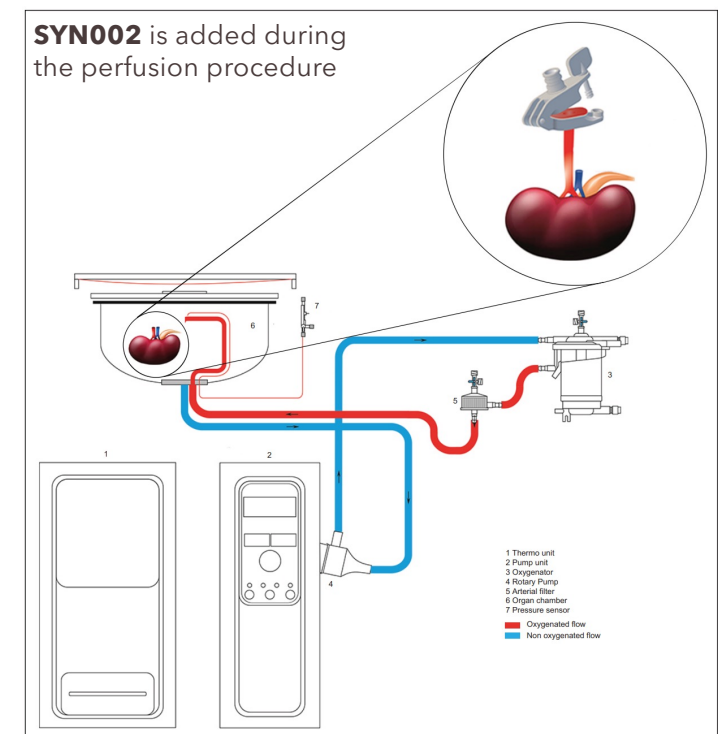 SYN002 is added during
the perfusion procedure
7
6
3
5
1
2
4
1 Thermo unit
2 Pump unit
3 Oxygenator
4 Rotary Pump
5 Arterial filter
6 Organ chamber
7 Pressure sensor
Oxygenated flow
Non oxygenated flow